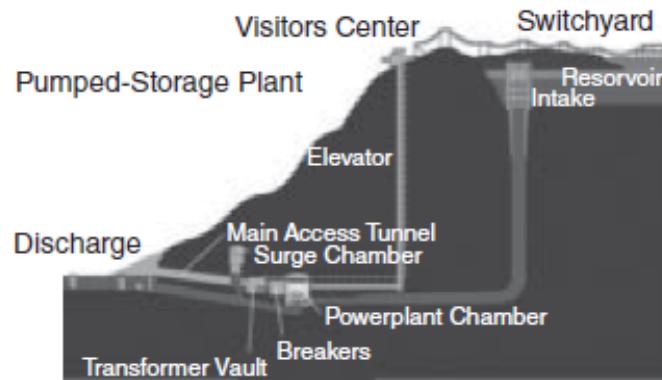 Visitors Center
Switchyard
Pumped-Storage Plant
Resorvoir
Intake
Elevator
Main Access Tunnel
Discharge
Surge Chamber
Powerplant Chamber
Breakers
Transformer Vault